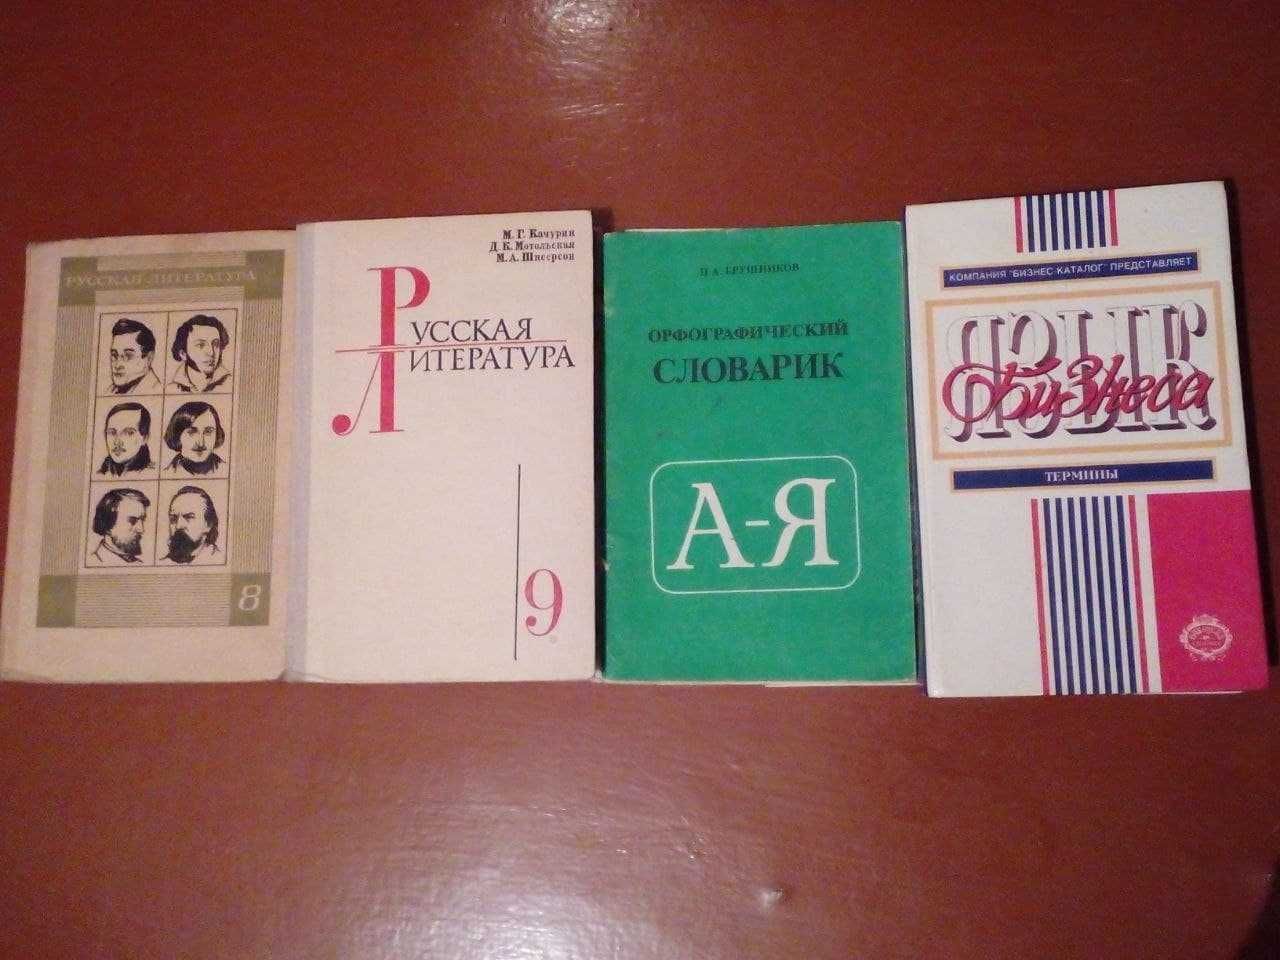 РУССКАЯ ЛИТЕРАТУРА
8
М. Г. Качурин
Д. К. Мотольская
М. А. Шнеерсон
РУССКАЯ
ЛИТЕРАТУРА
9
П. А. ГРУШНИКОВ
ОРФОГРАФИЧЕСКИЙ
СЛОВАРИК
А-Я
КОМПАНИЯ "БИЗНЕС КАТАЛОГ" ПРЕДСТАВЛЯЕТ
ЯЗЫК
Бизнеса
ТЕРМИНЫ